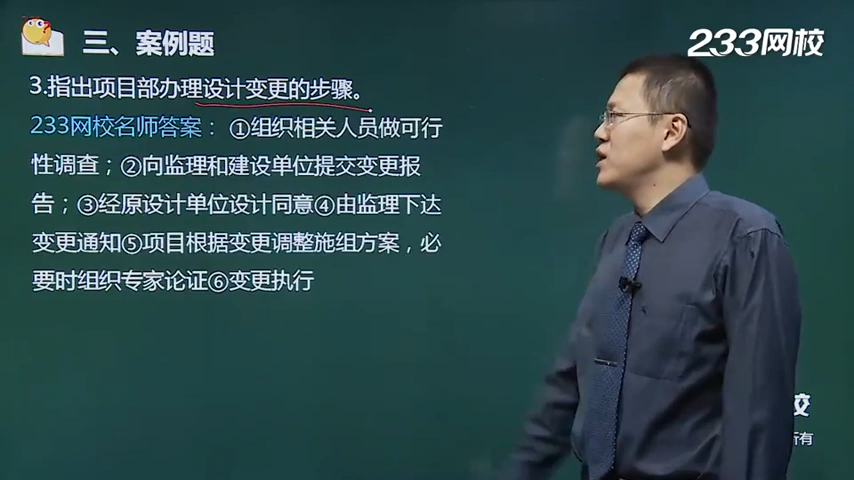 三、案例题
233网校
3.指出项目部办理设计变更的步骤。
233网校名师答案：①组织相关人员做可行
性调查；②向监理和建设单位提交变更报
告；③经原设计单位设计同意④由监理下达
变更通知⑤项目根据变更调整施组方案，必
要时组织专家论证⑥变更执行
校
所有